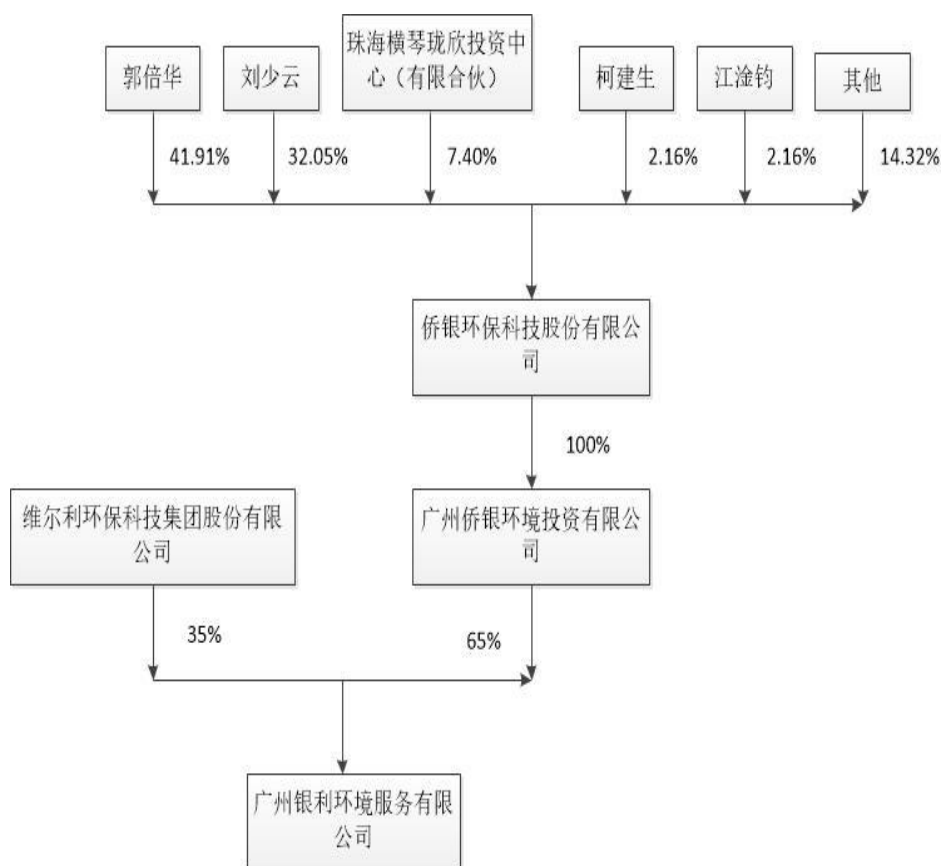 郭倍华
刘少云
珠海横琴珑欣投资中
心（有限合伙）
柯建生
江淦钧
其他
41.91%
32.05%
7.40%
2.16%
2.16%
14.32%
侨银环保科技股份有限公
司
100%
维尔利环保科技集团股份有限
公司
广州侨银环境投资有限公
司
35%
65%
广州银利环境服务有限
公司